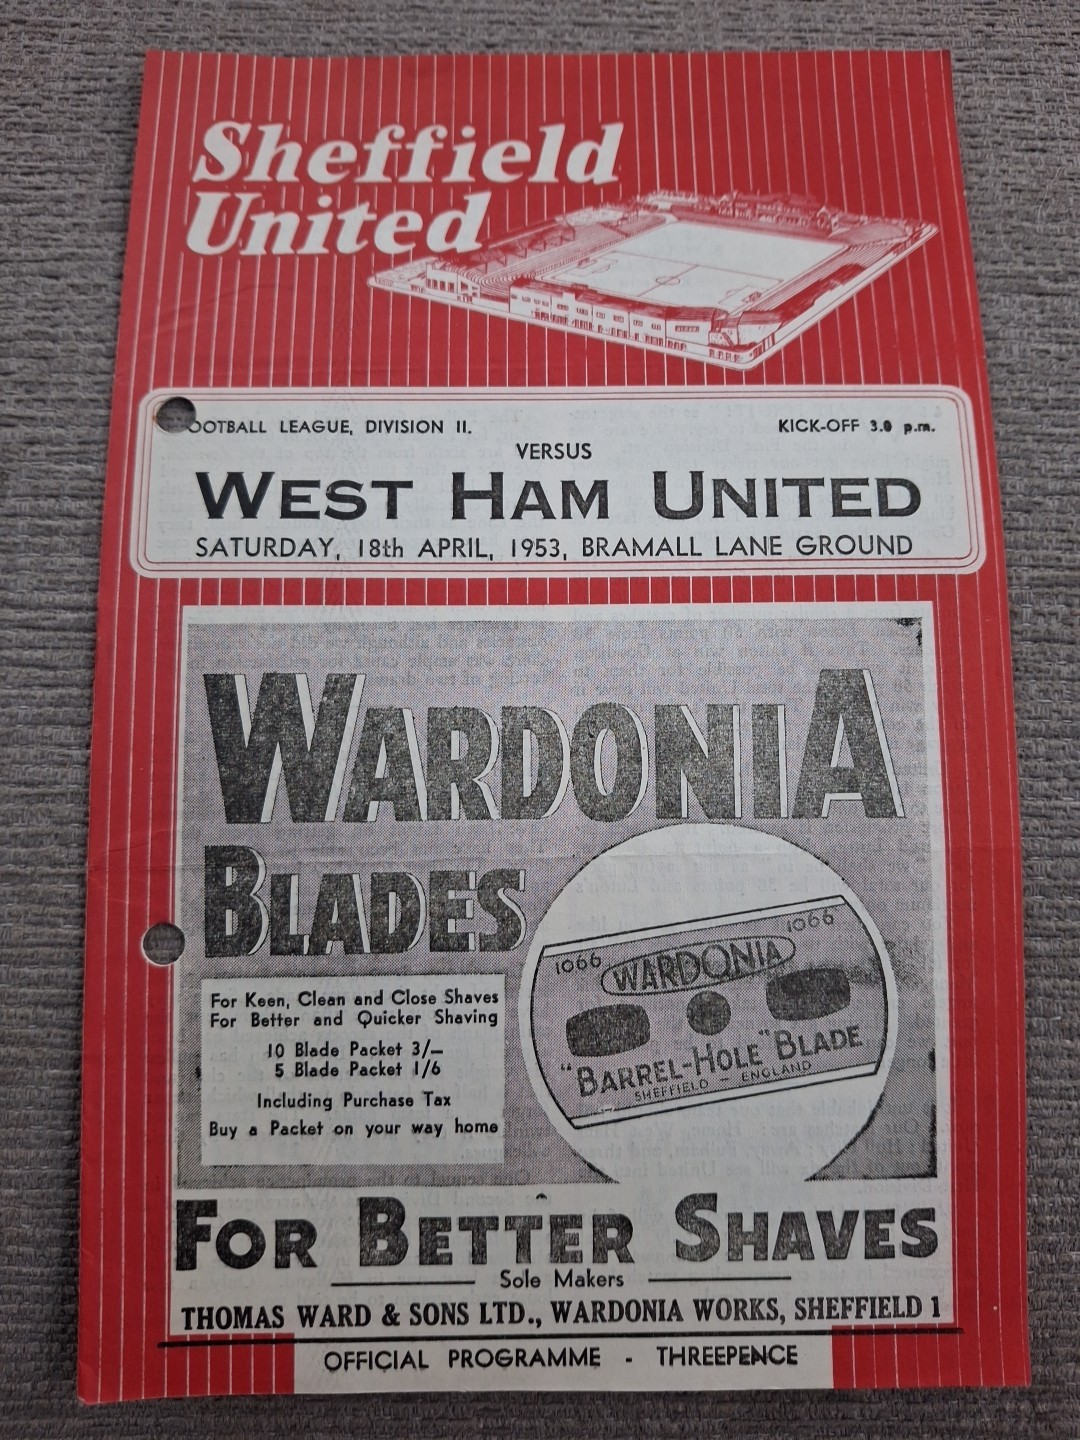 Sheffield
United
OOTBALL LEAGUE, DIVISION II.
KICK-OFF 3.0 p.m.
VERSUS
WEST HAM UNITED
SATURDAY, 18th APRIL, 1953, BRAMALL LANE GROUND
WARDONIA
BLADES
1066 WARDONIA 1066
"BARREL-HOLE" BLADE
SHEFFIELD - ENGLAND
For Keen, Clean and Close Shaves
For Better and Quicker Shaving
10 Blade Packet 3/-
5 Blade Packet 1/6
Including Purchase Tax
Buy a Packet on your way home
FOR BETTER SHAVES
Sole Makers
THOMAS WARD & SONS LTD., WARDONIA WORKS, SHEFFIELD 1
OFFICIAL PROGRAMME - THREEPENCE